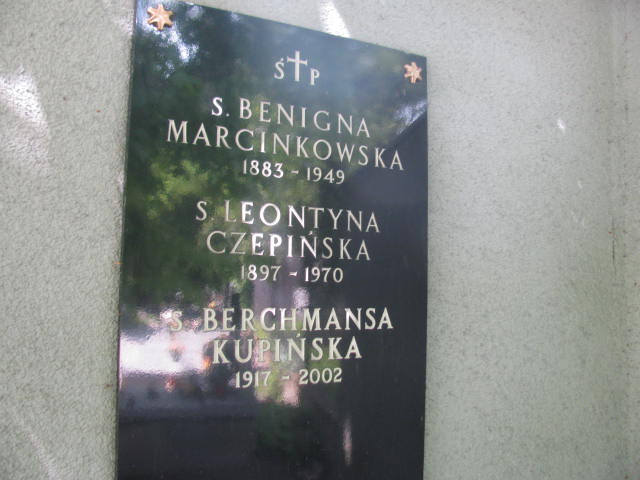 Ś P
S. BENIGNA
MARCINKOWSKA
1883 - 1949
S. LEONTYNA
CZEPIŃSKA
1897 - 1970
S. BERCHMANSA
KUPIŃSKA
1917 - 2002